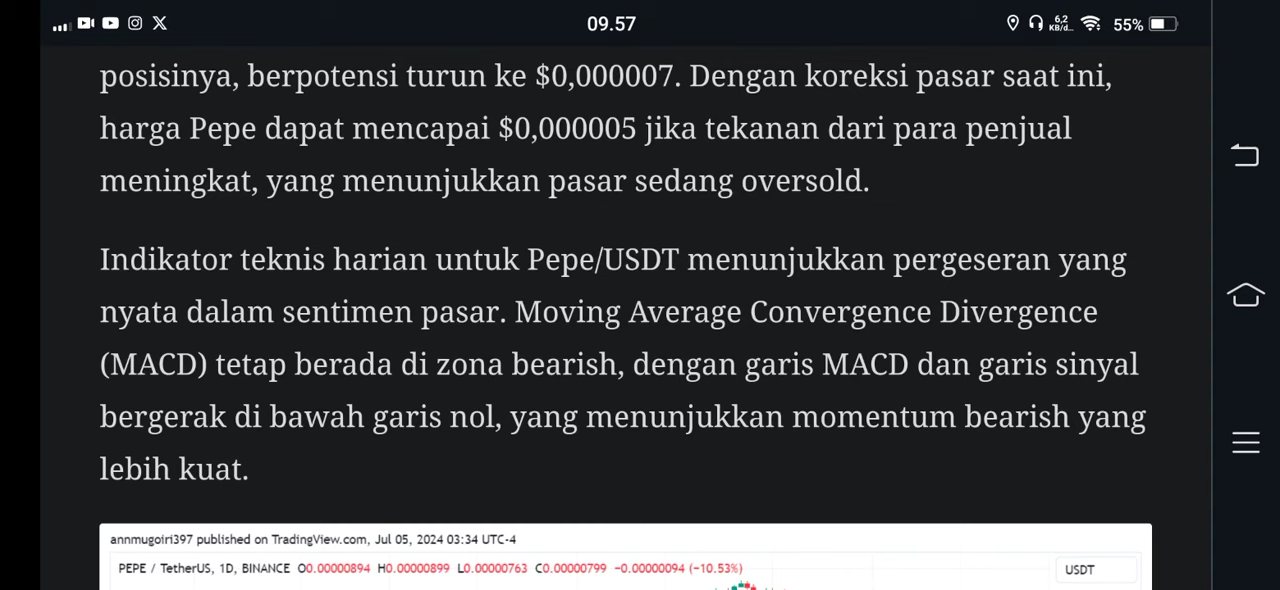 09.57
6,2
KB/d...
55%
posisinya, berpotensi turun ke $0,000007. Dengan koreksi pasar saat ini,
harga Pepe dapat mencapai $0,000005 jika tekanan dari para penjual
meningkat, yang menunjukkan pasar sedang oversold.
Indikator teknis harian untuk Pepe/USDT menunjukkan pergeseran yang
nyata dalam sentimen pasar. Moving Average Convergence Divergence
(MACD) tetap berada di zona bearish, dengan garis MACD dan garis sinyal
bergerak di bawah garis nol, yang menunjukkan momentum bearish yang
lebih kuat.
annmugoiri397 published on TradingView.com, Jul 05, 2024 03:34 UTC-4
PEPE / TetherUS, 1D, BINANCE O0.00000894 H0.00000899 L0.00000763 C0.00000799 −0.00000094 (−10.53%)
USDT